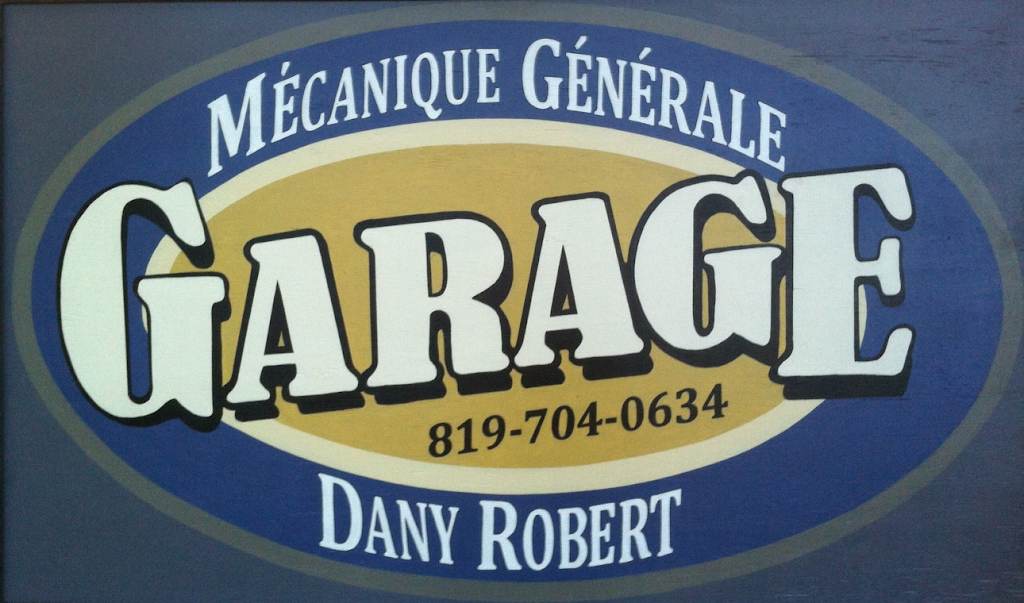 MÉCANIQUE GÉNÉRALE
GARAGE
819-704-0634
DANY ROBERT